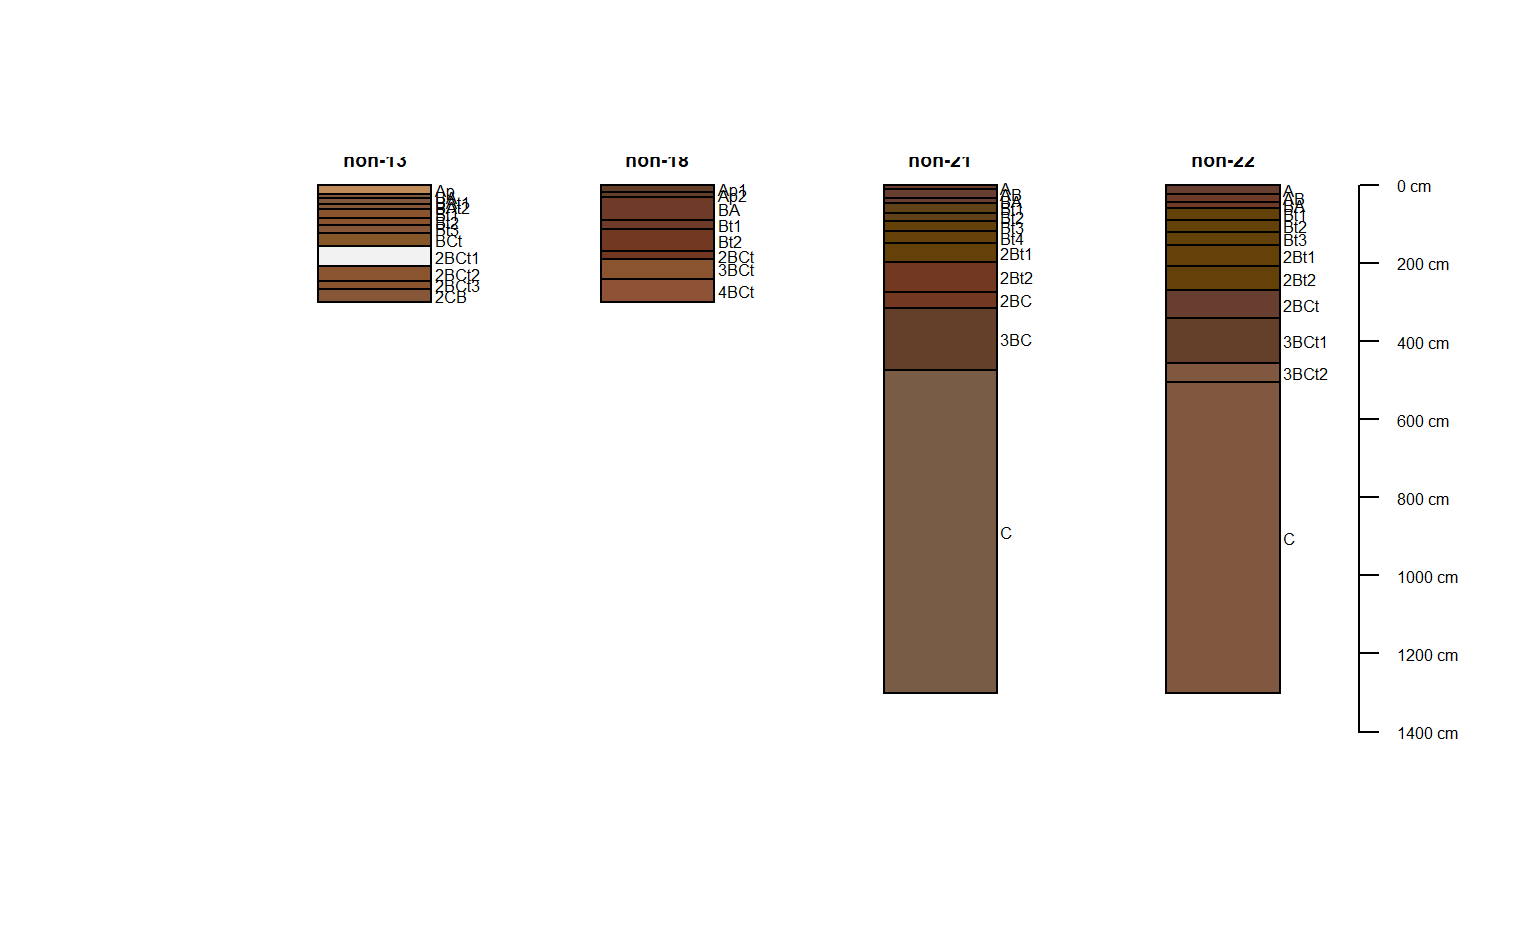 non-13
non-18
non-21
non-22
Ap
BA
BAt1
BAt2
Bt1
Bt2
Bt3
BCt
2BCt1
2BCt2
2BCt3
2CB
Ap1
Ap2
BA
Bt1
Bt2
2BCt
3BCt
4BCt
A
AB
BA
Bt1
Bt2
Bt3
Bt4
2Bt1
2Bt2
2BC
3BC
C
A
AB
BA
Bt1
Bt2
Bt3
2Bt1
2Bt2
2BCt
3BCt1
3BCt2
C
0 cm
200 cm
400 cm
600 cm
800 cm
1000 cm
1200 cm
1400 cm